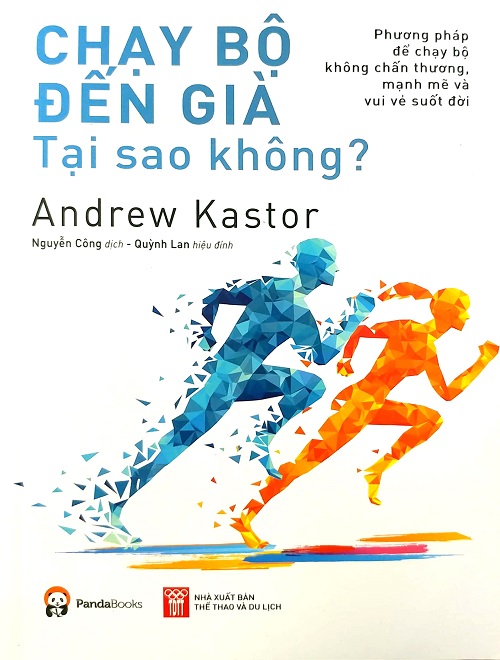 CHẠY BỘ
ĐẾN GIÀ
Tại sao không?
Phương pháp
để chạy bộ
không chấn thương,
mạnh mẽ và
vui vẻ suốt đời
Andrew Kastor
Nguyễn Công dịch - Quỳnh Lan hiệu đính
PandaBooks
TDTT
NHÀ XUẤT BẢN
THỂ THAO VÀ DU LỊCH